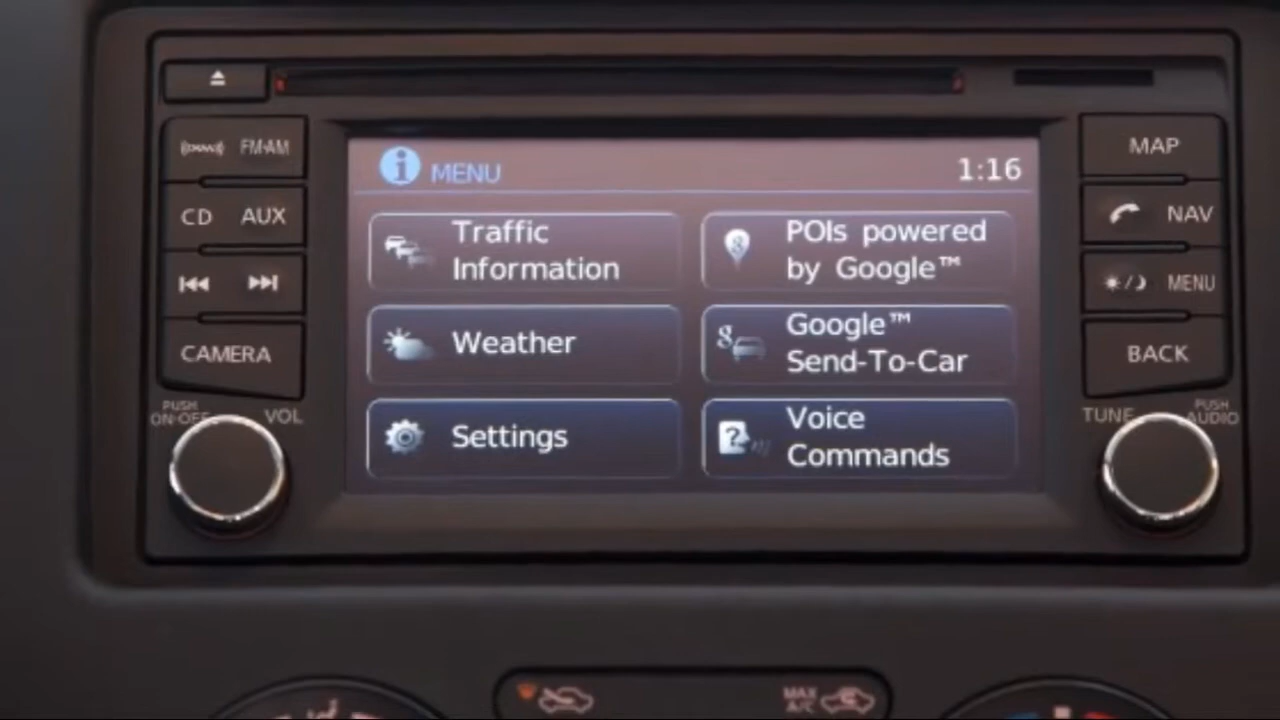 FM·AM
MAP
MENU 1:16
CD AUX
NAV
Traffic
Information
POIs powered
by Google™
MENU
Weather
Google™
Send-To-Car
CAMERA
BACK
PUSH
ON·OFF
VOL
Settings
Voice
Commands
TUNE
PUSH
AUDIO
MAX
A/C